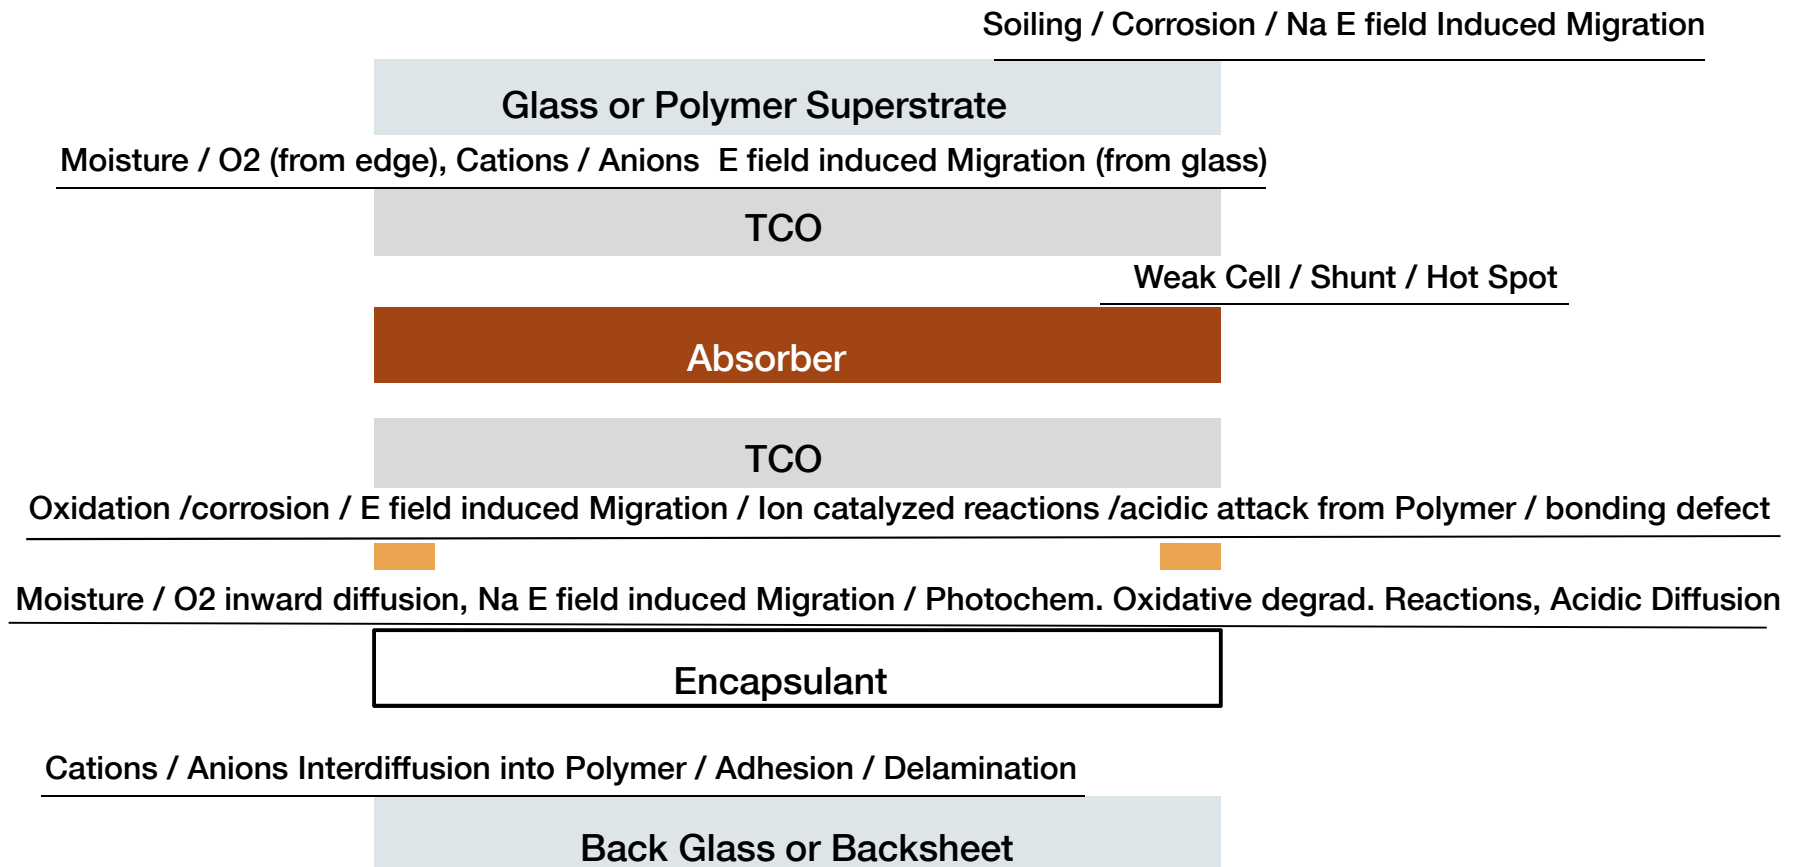 Soiling / Corrosion / Na E field Induced Migration
Glass or Polymer Superstrate
Moisture / O2 (from edge), Cations / Anions  E field induced Migration (from glass)
TCO
Weak Cell / Shunt / Hot Spot
Absorber
TCO
Oxidation /corrosion / E field induced Migration / Ion catalyzed reactions /acidic attack from Polymer / bonding defect
Moisture / O2 inward diffusion, Na E field induced Migration / Photochem. Oxidative degrad. Reactions, Acidic Diffusion
Encapsulant
Cations / Anions Interdiffusion into Polymer / Adhesion / Delamination
Back Glass or Backsheet